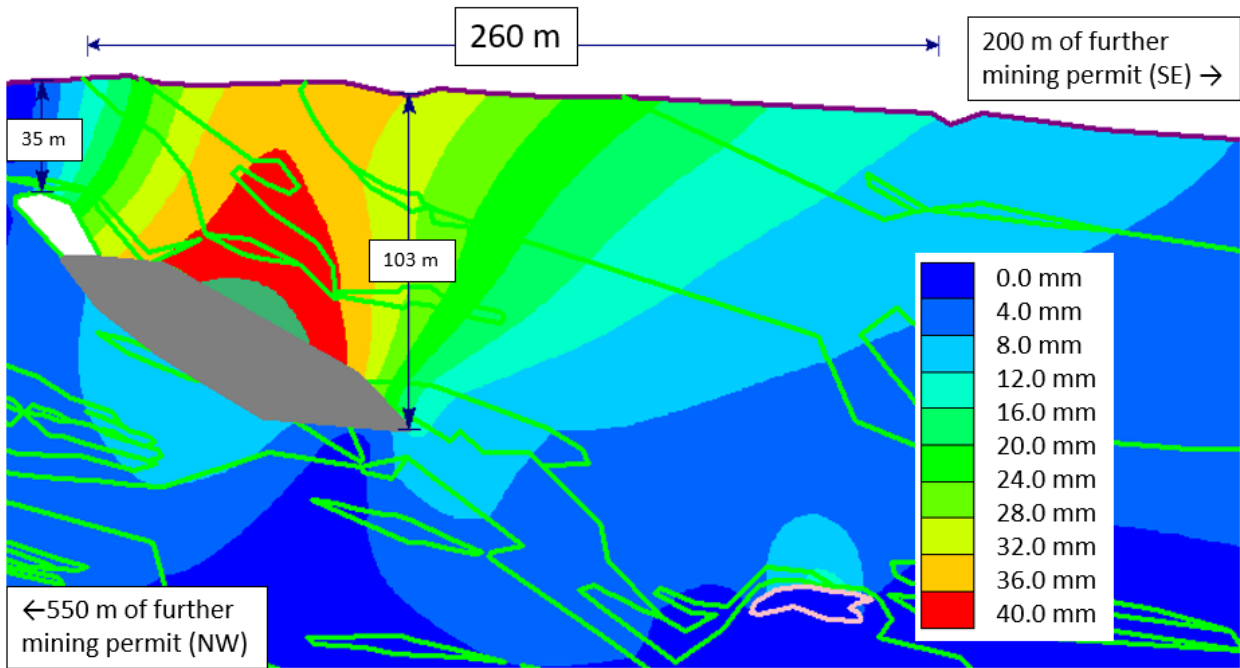 260 m
200 m of further
mining permit (SE) →
35 m
103 m
0.0 mm
4.0 mm
8.0 mm
12.0 mm
16.0 mm
20.0 mm
24.0 mm
28.0 mm
32.0 mm
36.0 mm
40.0 mm
←550 m of further
mining permit (NW)